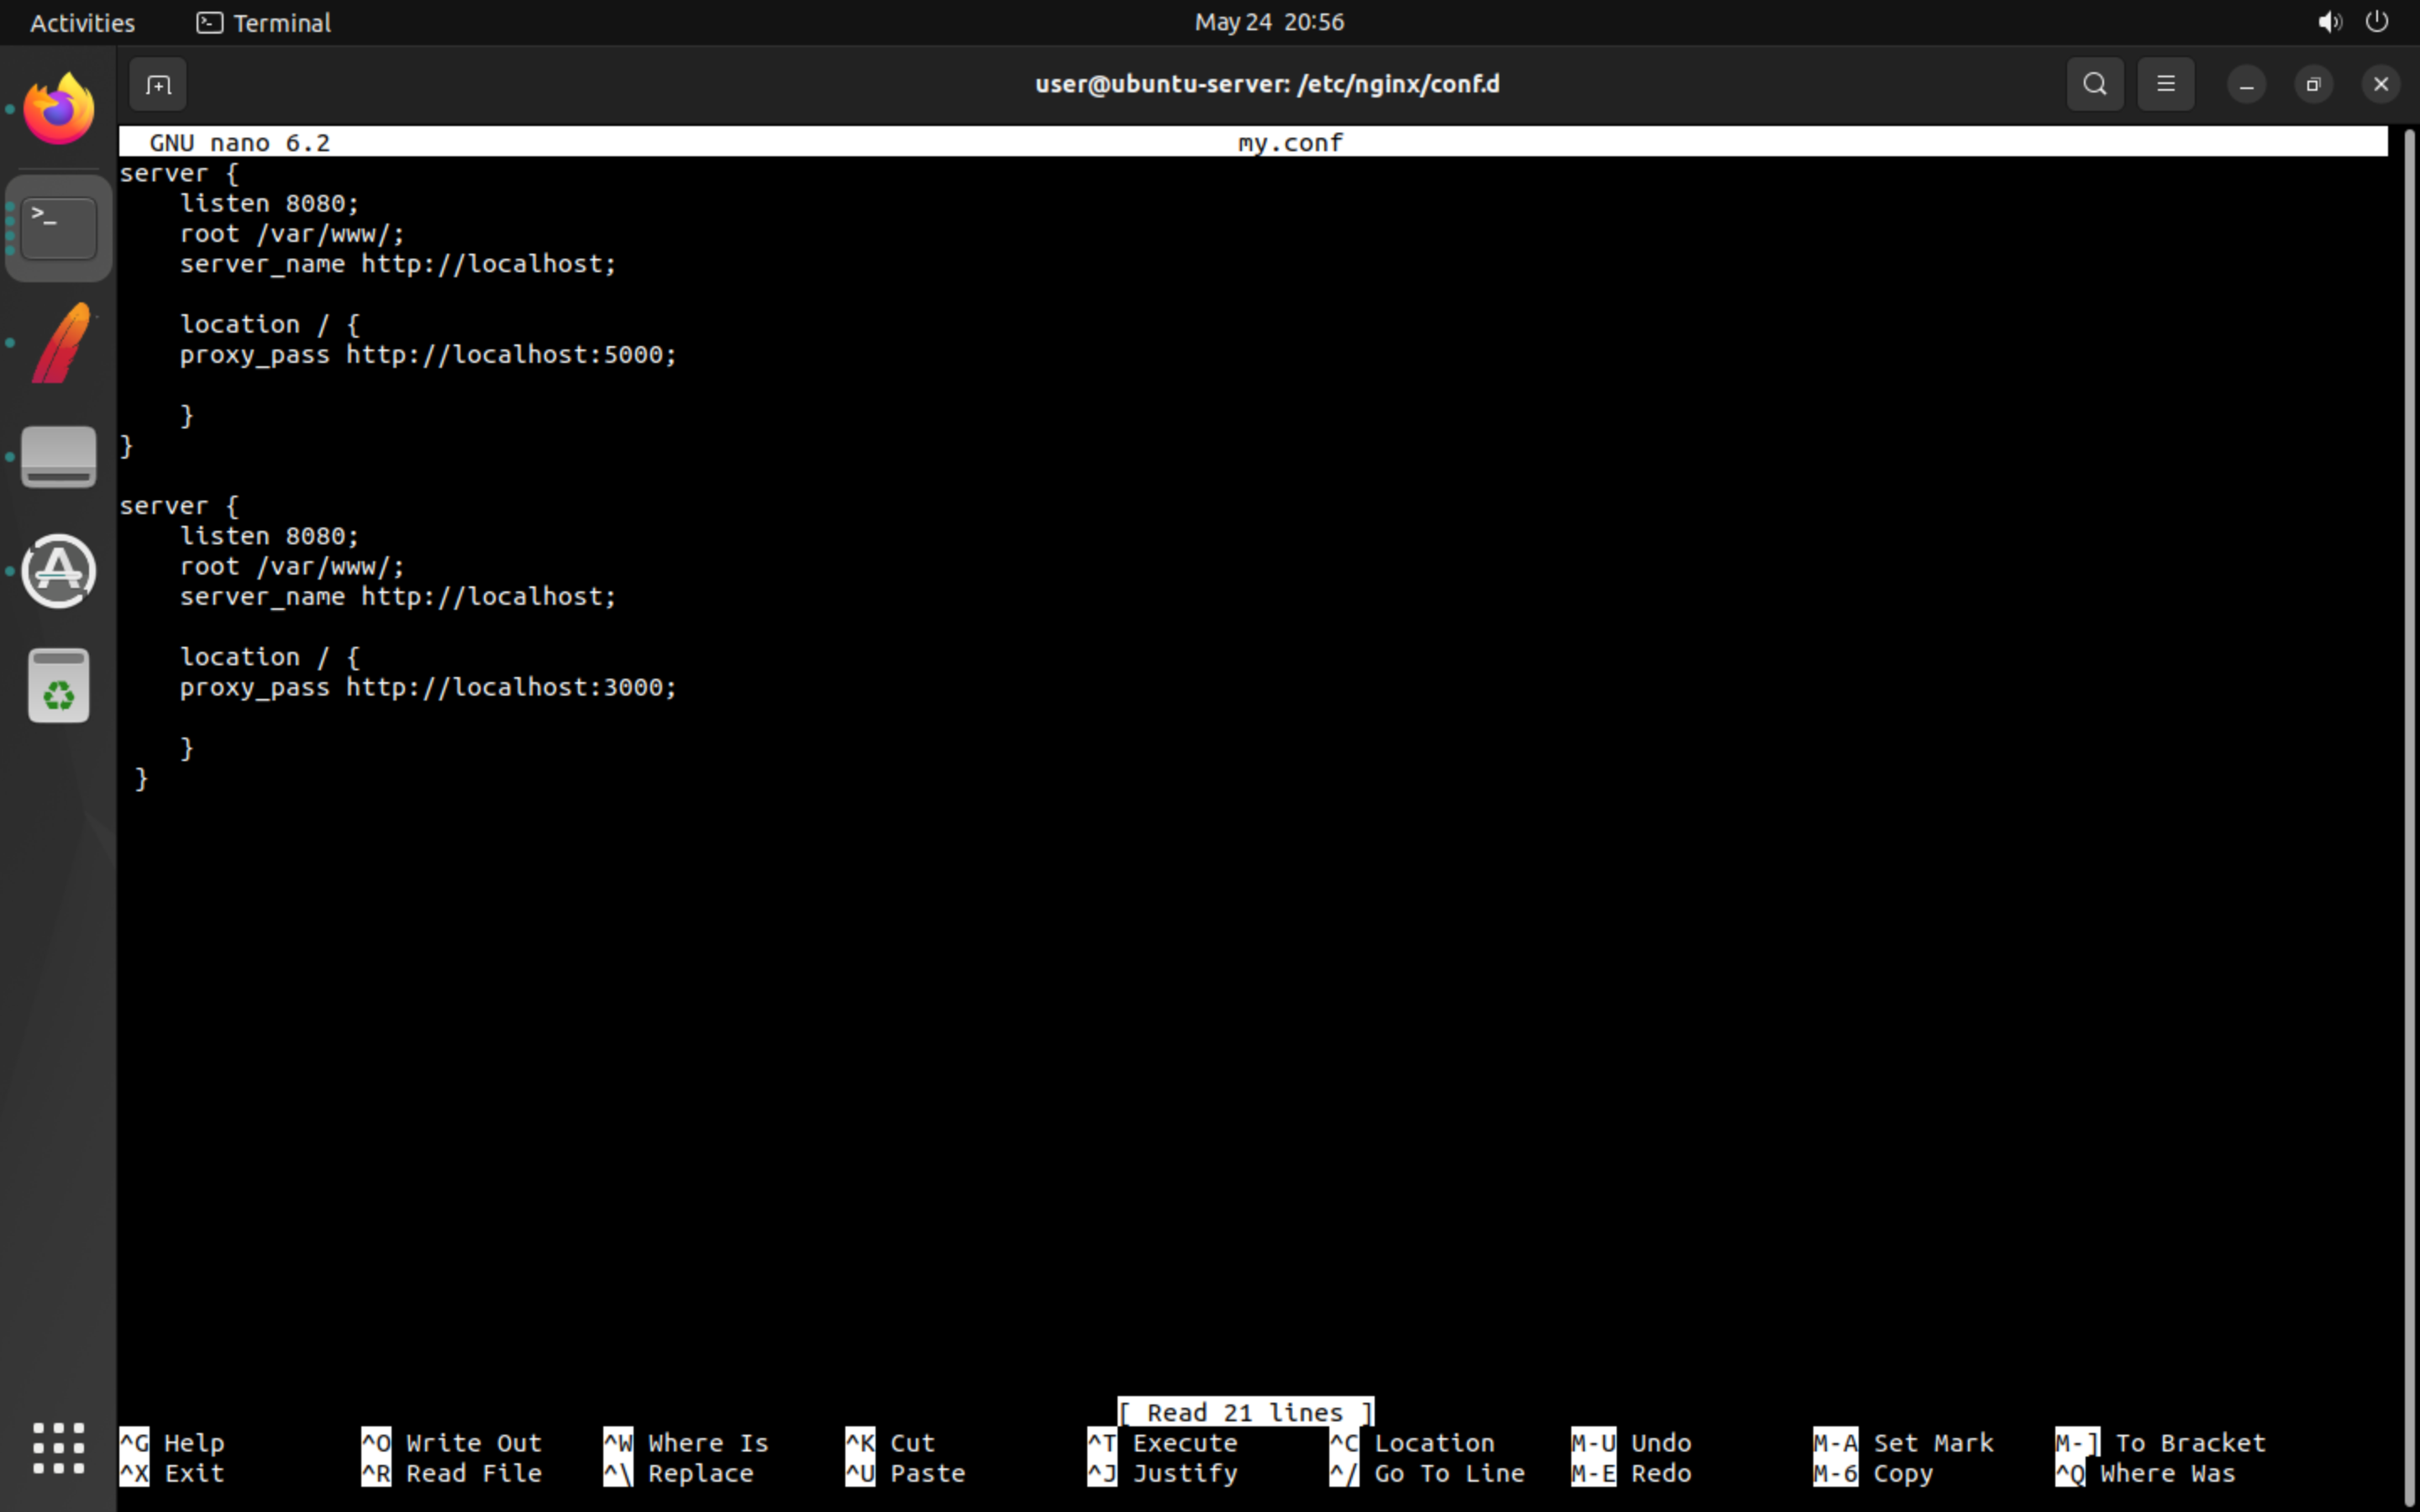 Activities Terminal May 24 20:56
user@ubuntu-server: /etc/nginx/conf.d
GNU nano 6.2 my.conf
server {
    listen 8080;
    root /var/www/;
    server_name http://localhost;

    location / {
    proxy_pass http://localhost:5000;

    }
}

server {
    listen 8080;
    root /var/www/;
    server_name http://localhost;

    location / {
    proxy_pass http://localhost:3000;

    }
 }
[ Read 21 lines ]
^G Help ^O Write Out ^W Where Is ^K Cut ^T Execute ^C Location M-U Undo M-A Set Mark M-] To Bracket
^X Exit ^R Read File ^\ Replace ^U Paste ^J Justify ^/ Go To Line M-E Redo M-6 Copy ^Q Where Was